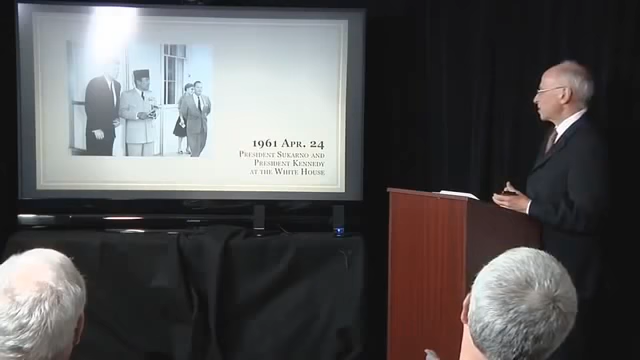 1961 Apr. 24
President Sukarno and
President Kennedy
at the White House